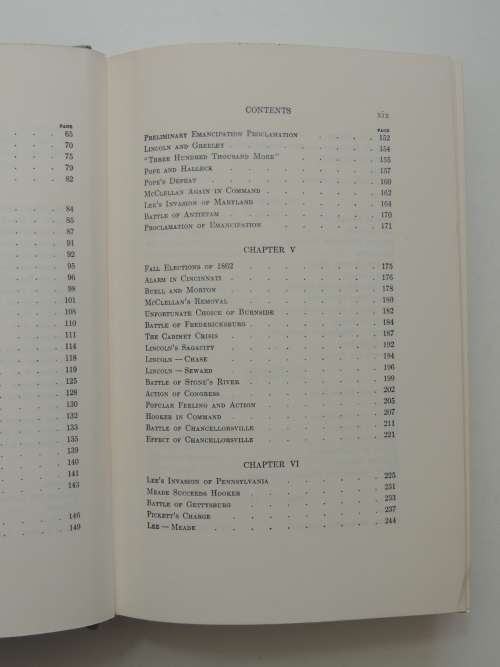 PAGE
65
70
75
79
82
84
85
87
91
92
95
96
98
101
108
110
111
114
118
119
125
128
130
132
133
135
139
140
141
143
146
149
CONTENTS xix
PAGE
PRELIMINARY EMANCIPATION PROCLAMATION . . . . 152
LINCOLN AND GREELEY . . . . . . . 154
"THREE HUNDRED THOUSAND MORE" . . . . . 155
POPE AND HALLECK . . . . . . . . 157
POPE'S DEFEAT . . . . . . . . 160
MCCLELLAN AGAIN IN COMMAND . . . . . . 162
LEE'S INVASION OF MARYLAND . . . . . . 164
BATTLE OF ANTIETAM . . . . . . . 170
PROCLAMATION OF EMANCIPATION . . . . . . 171
CHAPTER V
FALL ELECTIONS OF 1862 . . . . . . . 175
ALARM IN CINCINNATI . . . . . . . . 176
BUELL AND MORTON . . . . . . . . 178
MCCLELLAN'S REMOVAL . . . . . . . 180
UNFORTUNATE CHOICE OF BURNSIDE . . . . . 182
BATTLE OF FREDERICKSBURG . . . . . . . 184
THE CABINET CRISIS . . . . . . . . 187
LINCOLN'S SAGACITY . . . . . . . . 192
LINCOLN — CHASE . . . . . . . . 194
LINCOLN — SEWARD . . . . . . . . 196
BATTLE OF STONE'S RIVER . . . . . . . 199
ACTION OF CONGRESS . . . . . . . . 202
POPULAR FEELING AND ACTION . . . . . . 205
HOOKER IN COMMAND . . . . . . . . 207
BATTLE OF CHANCELLORSVILLE . . . . . . 211
EFFECT OF CHANCELLORSVILLE . . . . . . 221
CHAPTER VI
LEE'S INVASION OF PENNSYLVANIA . . . . . 225
MEADE SUCCEEDS HOOKER . . . . . . . 231
BATTLE OF GETTYSBURG . . . . . . . 233
PICKETT'S CHARGE . . . . . . . . 237
LEE — MEADE . . . . . . . . . 244